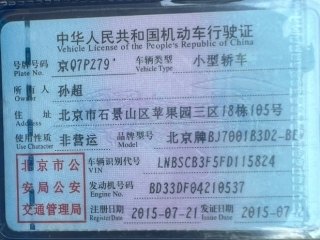 中华人民共和国机动车行驶证
Vehicle License of the People's Republic of China
号牌号码 京Q7PZ79 车辆类型 小型轿车
Plate No. Vehicle Type
所有人 孙超
Owner
住址 北京市石景山区苹果园三区18栋105号
Address
使用性质 非营运 品牌型号 北京牌BJ7001B3D2-BE
Use Character Model
北京市公 车辆识别代号 LNBSCB3F5FD115824
VIN
安局公安 发动机号码 BD33DF04210537
Engine No.
交通管理局 注册日期 2015-07-21 发证日期 2015-07-
Register Date Issue Date